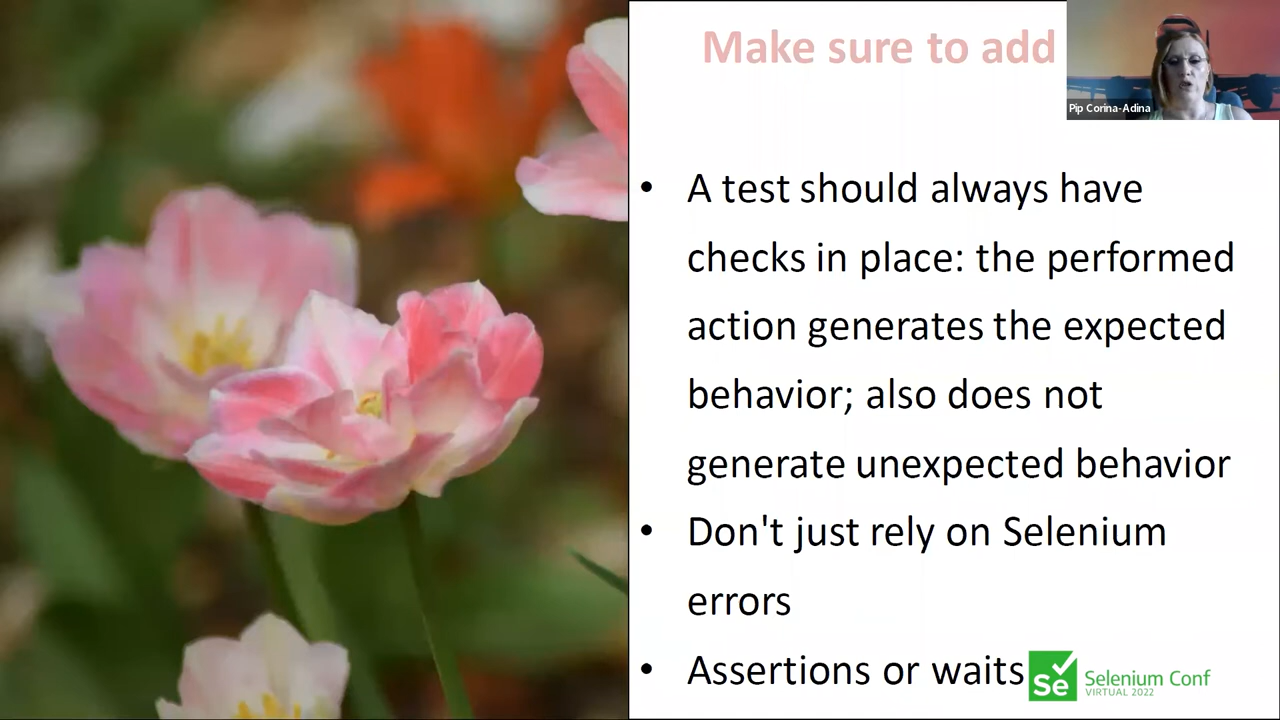 Make sure to add
Pip Corina-Adina
• A test should always have
checks in place: the performed
action generates the expected
behavior; also does not
generate unexpected behavior
• Don't just rely on Selenium
errors
• Assertions or waits
Se
Selenium Conf
VIRTUAL 2022